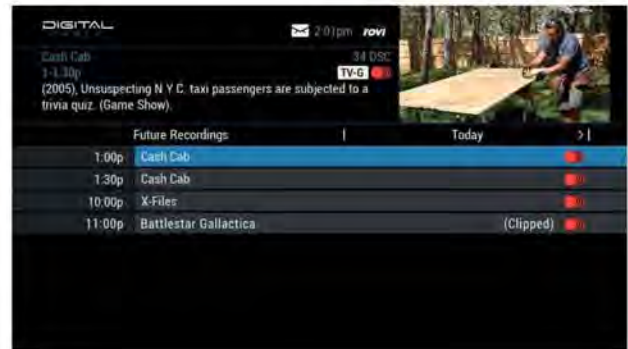 DIGITAL
2:01pm rovi
Cash Cab 34 DSC
1-1:30p TV-G
(2005), Unsuspecting N Y C. taxi passengers are subjected to a
trivia quiz. (Game Show).
Future Recordings | Today >|
1:00p Cash Cab
1:30p Cash Cab
10:00p X-Files
11:00p Battlestar Gallactica (Clipped)